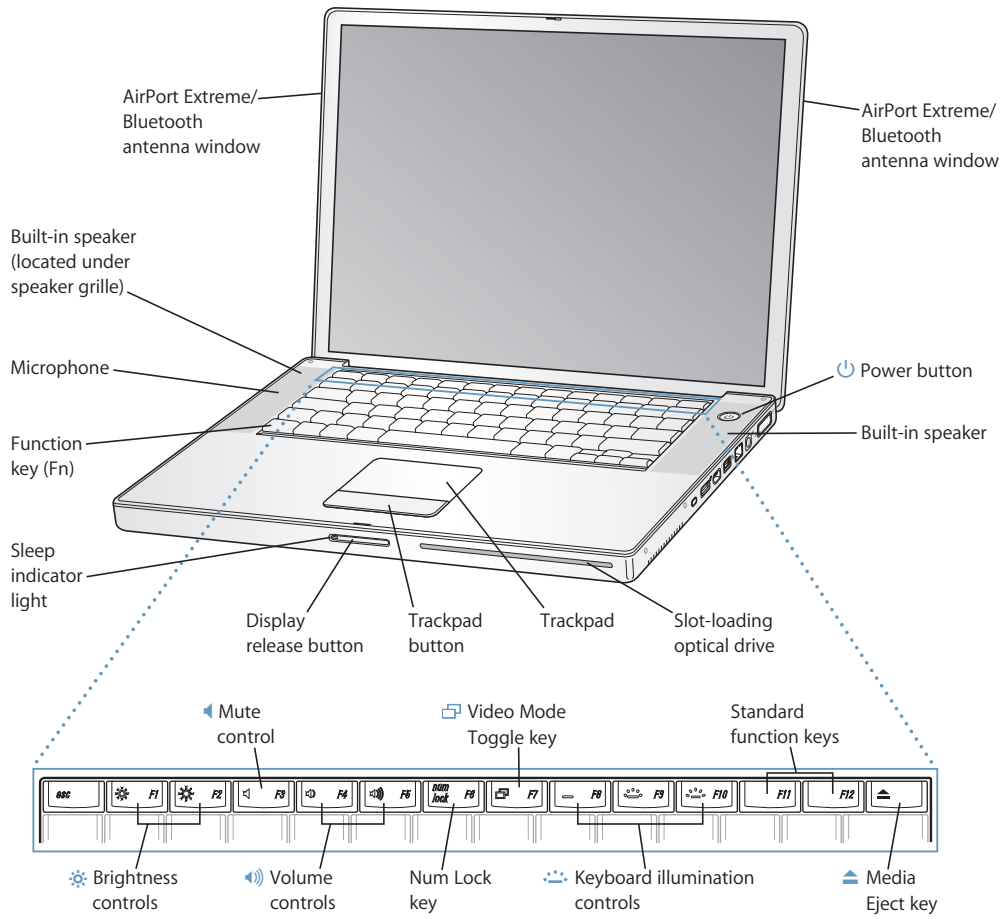 AirPort Extreme/
Bluetooth
antenna window
AirPort Extreme/
Bluetooth
antenna window
Built-in speaker
(located under
speaker grille)
Microphone
Power button
Function
key (Fn)
Built-in speaker
Sleep
indicator
light
Display
release button
Trackpad
button
Trackpad
Slot-loading
optical drive
Mute
control
Video Mode
Toggle key
Standard
function keys
esc
F1
F2
F3
F4
F5
num
lock
F6
F7
F8
F9
F10
F11
F12
Brightness
controls
Volume
controls
Num Lock
key
Keyboard illumination
controls
Media
Eject key